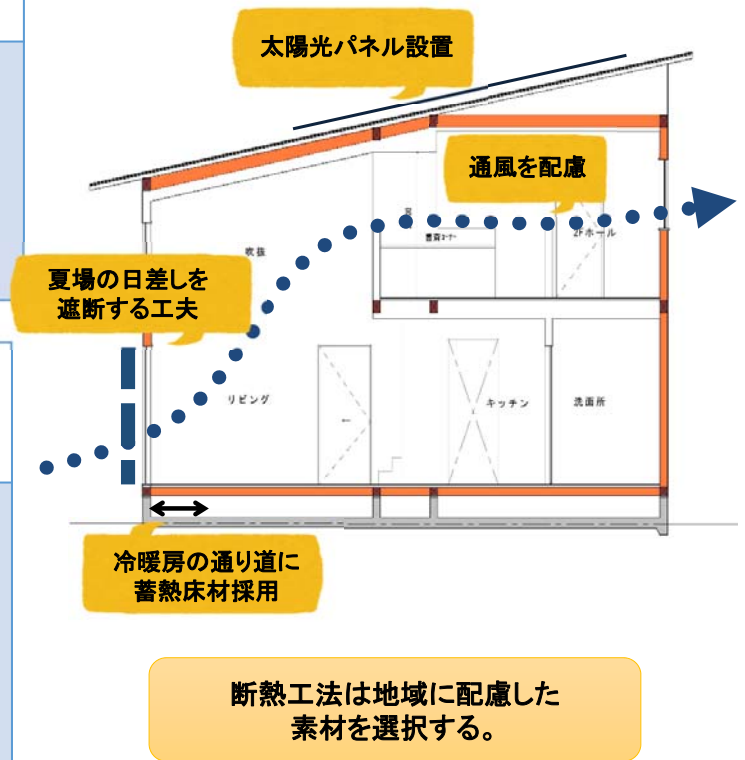 太陽光パネル設置
通風を配慮
書斎コーナー
2Fホール
吹抜
夏場の日差しを
遮断する工夫
リビング
キッチン
洗面所
冷暖房の通り道に
蓄熱床材採用
断熱工法は地域に配慮した
素材を選択する。